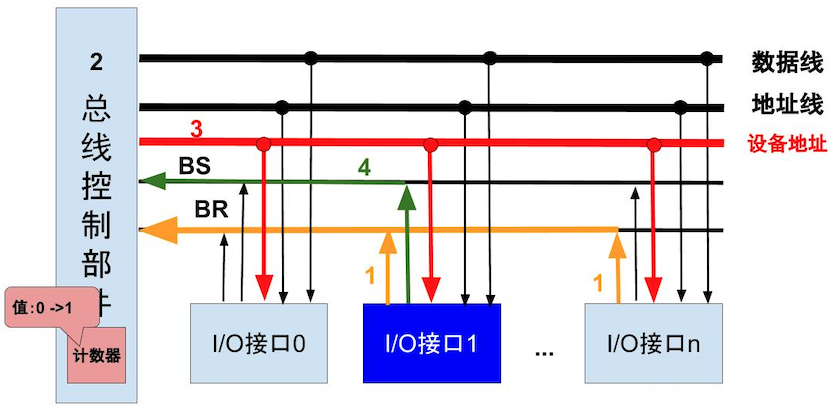 2
总线控制部件
数据线
地址线
3
设备地址
BS
4
BR
值:0 ->1
计数器
1
1
I/O接口0
I/O接口1
...
I/O接口n